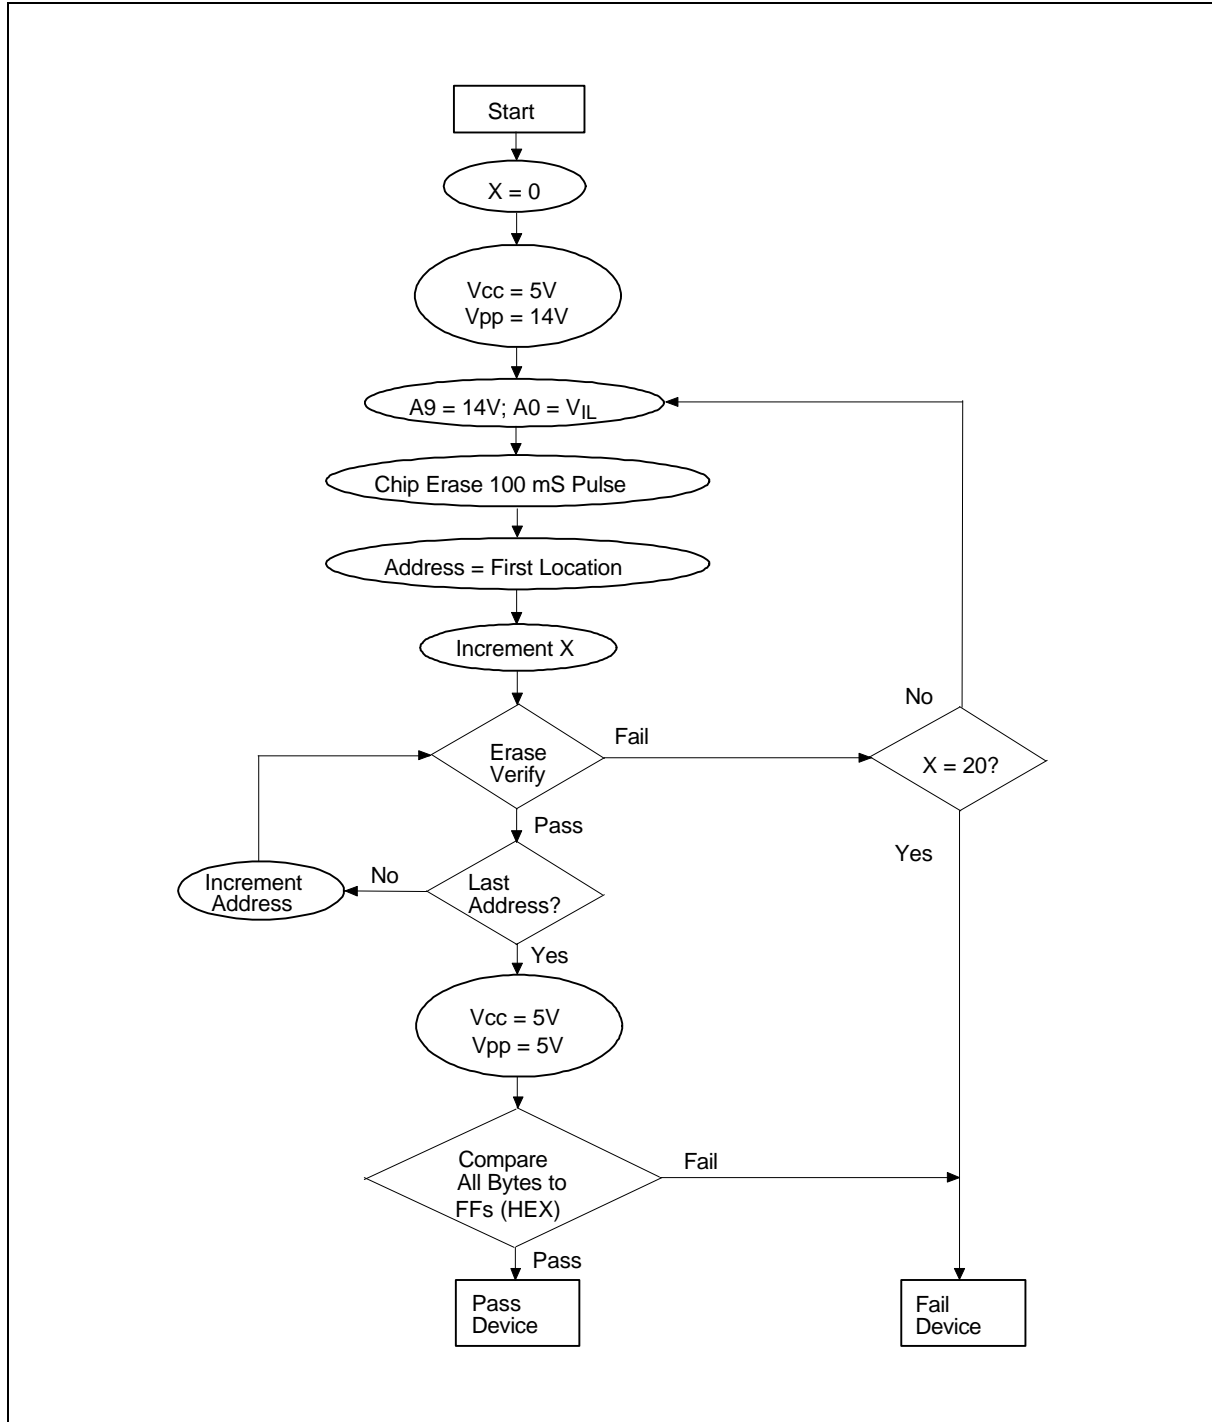 Start
X = 0
Vcc = 5V
Vpp = 14V
A9 = 14V; A0 = VIL
Chip Erase 100 mS Pulse
Address = First Location
Increment X
Erase
Verify
Fail
No
X = 20?
Yes
Pass
Last
Address?
No
Increment
Address
Yes
Vcc = 5V
Vpp = 5V
Compare
All Bytes to
FFs (HEX)
Fail
Pass
Pass
Device
Fail
Device